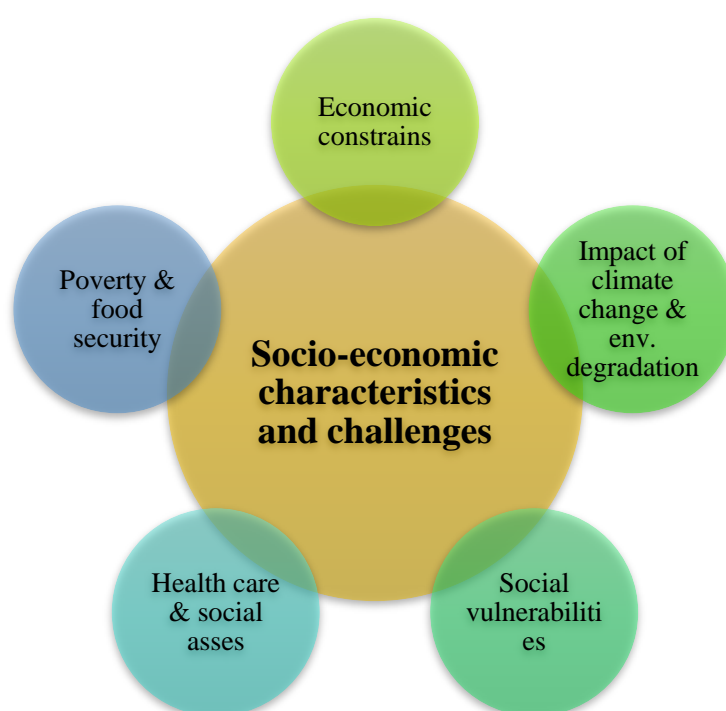 Economic
constrains
Impact of
climate
change &
env.
degradation
Social
vulnerabiliti
es
Health care
& social
asses
Poverty &
food
security
Socio-economic
characteristics
and challenges